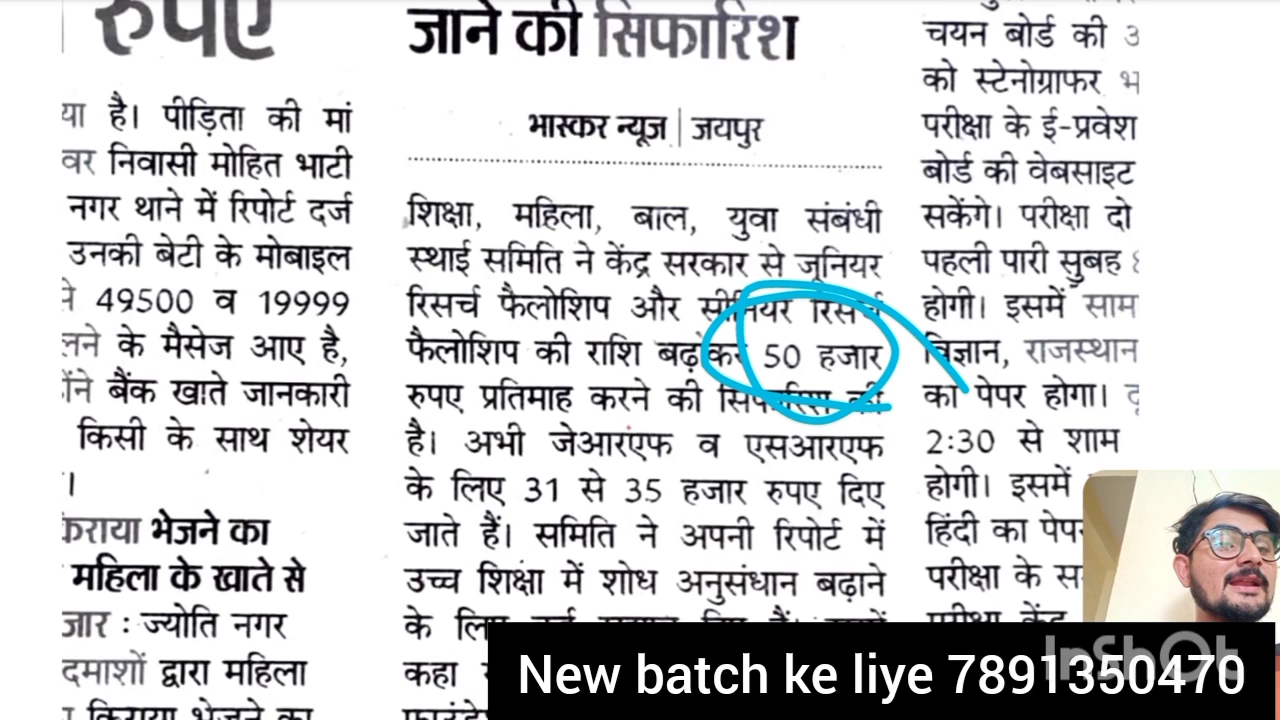 रुपए
या है। पीड़िता की मां
वर निवासी मोहित भाटी
नगर थाने में रिपोर्ट दर्ज
उनकी बेटी के मोबाइल
49500 व 19999
के मैसेज आए है,
बैंक खाते जानकारी
किसी के साथ शेयर
।
भेजने का
महिला के खाते से
जार : ज्योति नगर
दमाशों द्वारा महिला
किराया भेजने का
जाने की सिफारिश
भास्कर न्यूज | जयपुर
शिक्षा, महिला, बाल, युवा संबंधी
स्थाई समिति ने केंद्र सरकार से जूनियर
रिसर्च फैलोशिप और सीनियर रिसर्च
फैलोशिप की राशि बढ़ाकर 50 हजार
रुपए प्रतिमाह करने की सिफारिश की
है। अभी जेआरएफ व एसआरएफ
के लिए 31 से 35 हजार रुपए दिए
जाते हैं। समिति ने अपनी रिपोर्ट में
उच्च शिक्षा में शोध अनुसंधान बढ़ाने
के लिए
कहा
चयन बोर्ड की
को स्टेनोग्राफर
परीक्षा के ई-प्रवेश
बोर्ड की वेबसाइट
सकेंगे। परीक्षा दो
पहली पारी सुबह
होगी। इसमें साम
विज्ञान, राजस्थान
का पेपर होगा।
2:30 से शाम
होगी। इसमें
हिंदी का पेपर
परीक्षा के
परीक्षा केंद्र
InShOt
New batch ke liye 7891350470